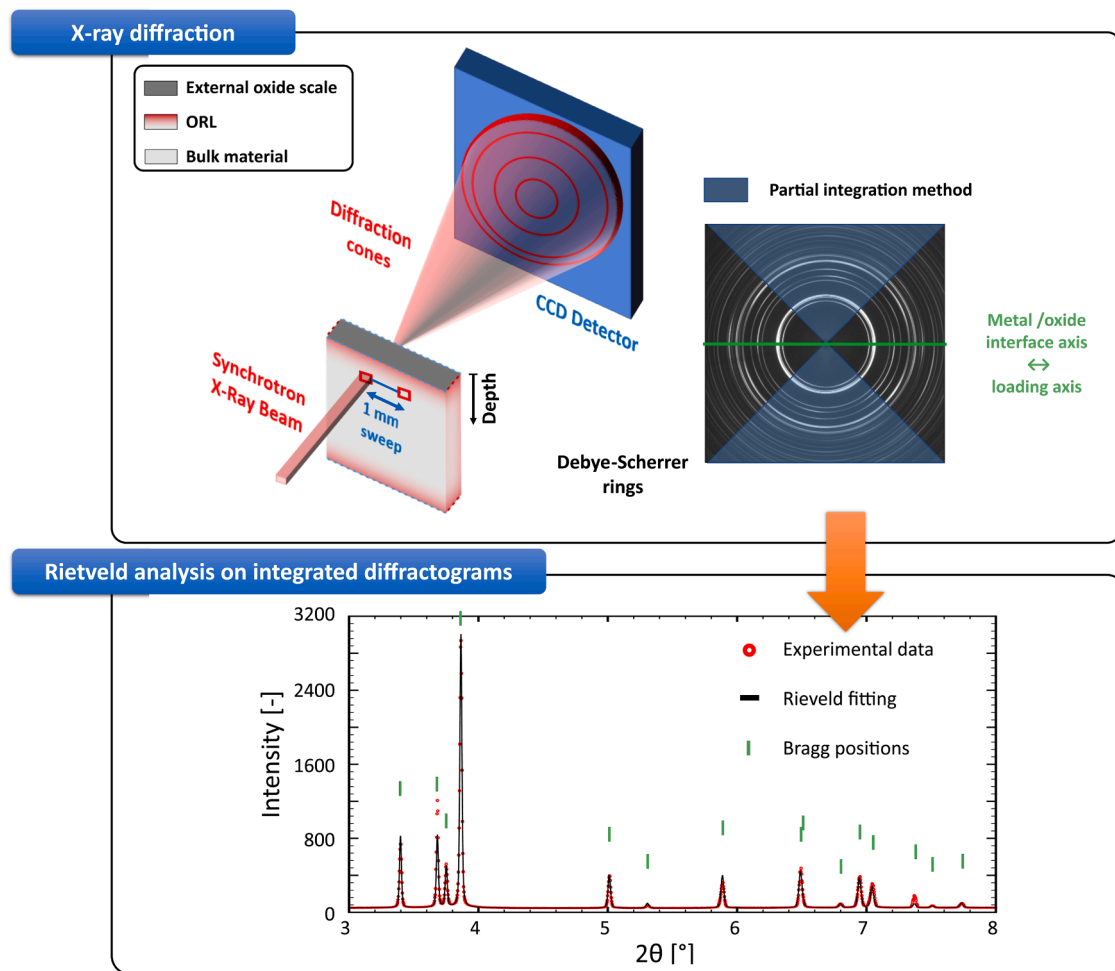 X-ray diffraction
External oxide scale
ORL
Bulk material
Diffraction
cones
CCD Detector
Synchrotron
X-Ray Beam
1 mm
sweep
Depth
Partial integration method
Metal /oxide
interface axis
↔
loading axis
Debye-Scherrer
rings
Rietveld analysis on integrated diffractograms
Intensity [-]
3200
2400
1600
800
0
Experimental data
Rieveld fitting
Bragg positions
3 4 5 6 7 8
2θ [°]